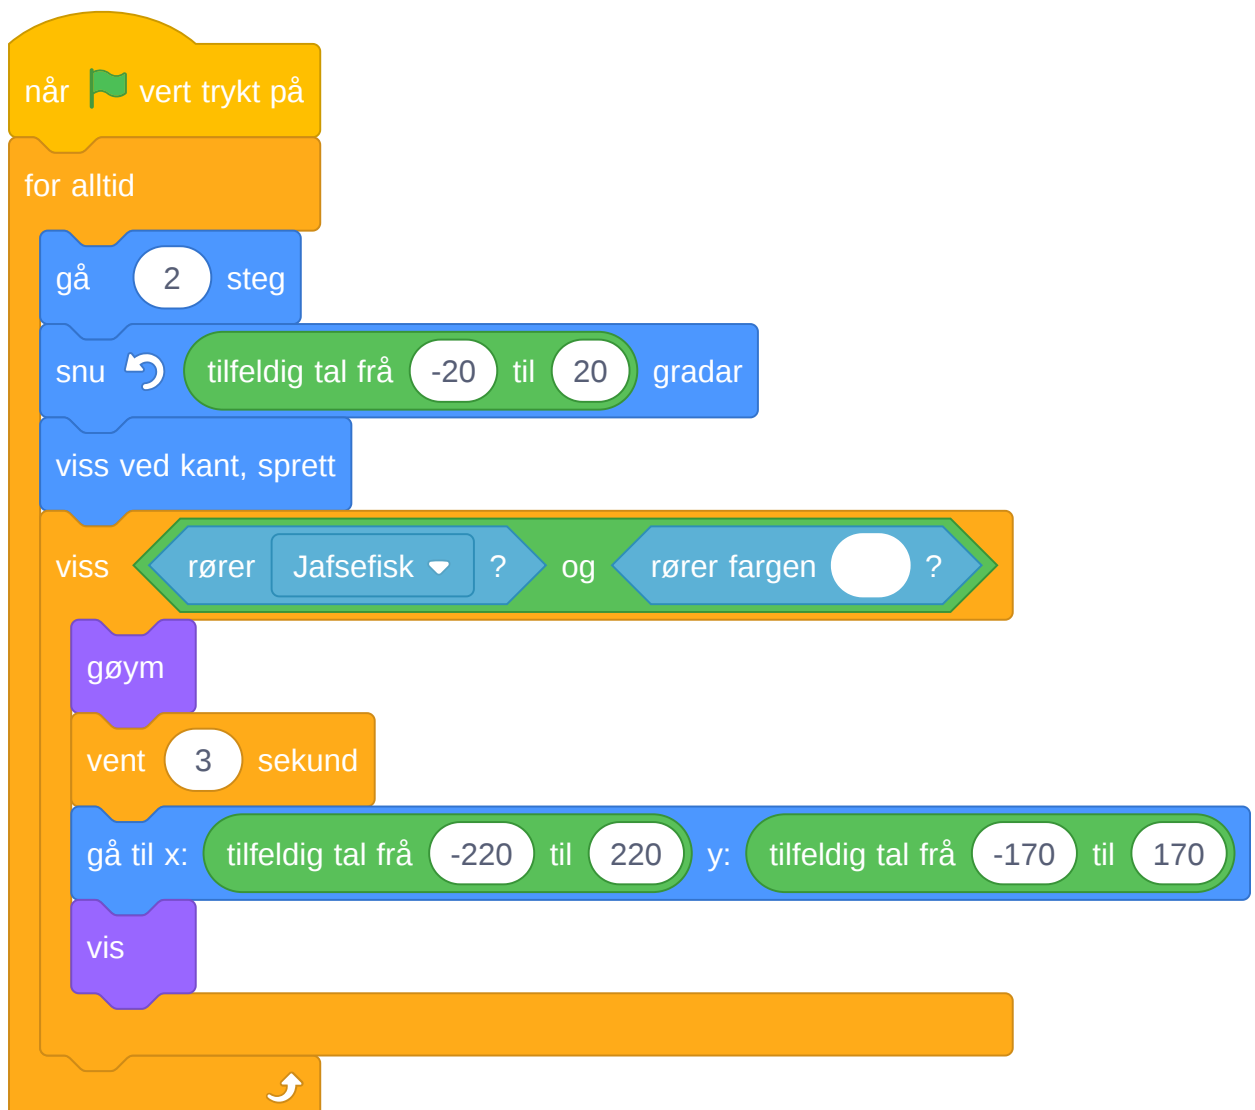 når vert trykt på
for alltid
gå 2 steg
snu tilfeldig tal frå -20 til 20 gradar
viss ved kant, sprett
viss rører Jafsefisk ? og rører fargen ?
gøym
vent 3 sekund
gå til x: tilfeldig tal frå -220 til 220 y: tilfeldig tal frå -170 til 170
vis